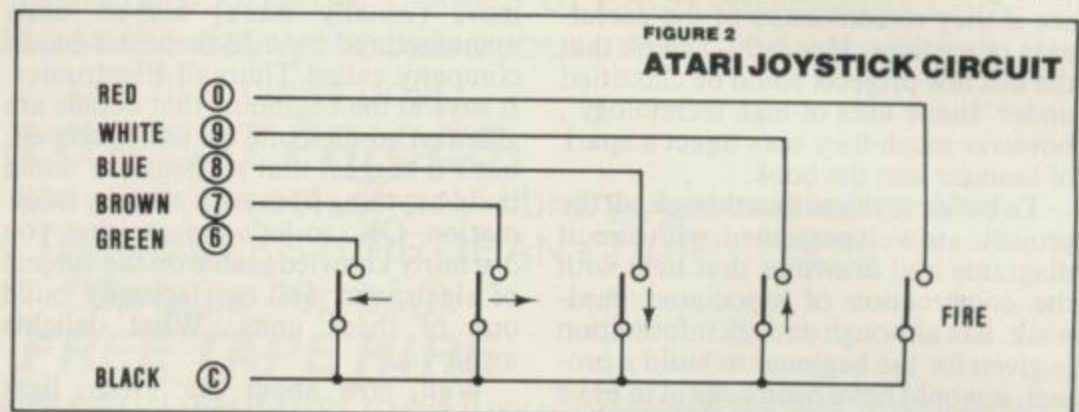 FIGURE 2
ATARI JOYSTICK CIRCUIT
RED 0
WHITE 9
BLUE 8
BROWN 7
GREEN 6
FIRE
BLACK C